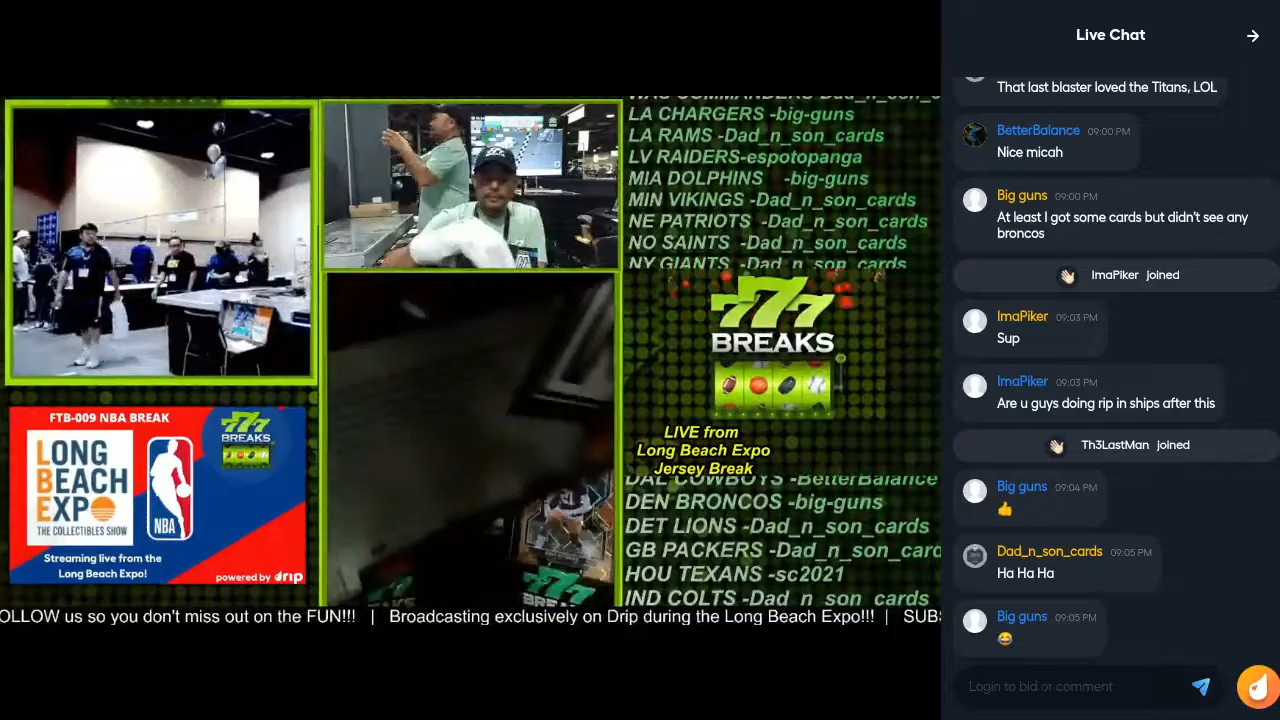 LA CHARGERS -big-guns
LA RAMS -Dad_n_son_cards
LV RAIDERS-espotopanga
MIA DOLPHINS -big-guns
MIN VIKINGS -Dad_n_son_cards
NE PATRIOTS -Dad_n_son_cards
NO SAINTS -Dad_n_son_cards
NY GIANTS -Dad_n_son_cards
777
BREAKS
LIVE from
Long Beach Expo
Jersey Break
DAL COWBOYS -BetterBalance
DEN BRONCOS -big-guns
DET LIONS -Dad_n_son_cards
GB PACKERS -Dad_n_son_card
HOU TEXANS -sc2021
IND COLTS -Dad_n_son_cards
FTB-009 NBA BREAK
LONG
BEACH
EXPO
THE COLLECTIBLES SHOW
NBA
777
BREAKS
Streaming live from the
Long Beach Expo!
powered by drip
777
OLLOW us so you don't miss out on the FUN!!! | Broadcasting exclusively on Drip during the Long Beach Expo!!! | SUBS
Live Chat
That last blaster loved the Titans, LOL
BetterBalance 09:00 PM
Nice micah
Big guns 09:00 PM
At least I got some cards but didn't see any
broncos
ImaPiker joined
ImaPiker 09:03 PM
Sup
ImaPiker 09:03 PM
Are u guys doing rip in ships after this
Th3LastMan joined
Big guns 09:04 PM
👍
Dad_n_son_cards 09:05 PM
Ha Ha Ha
Big guns 09:05 PM
😂
Login to bid or comment